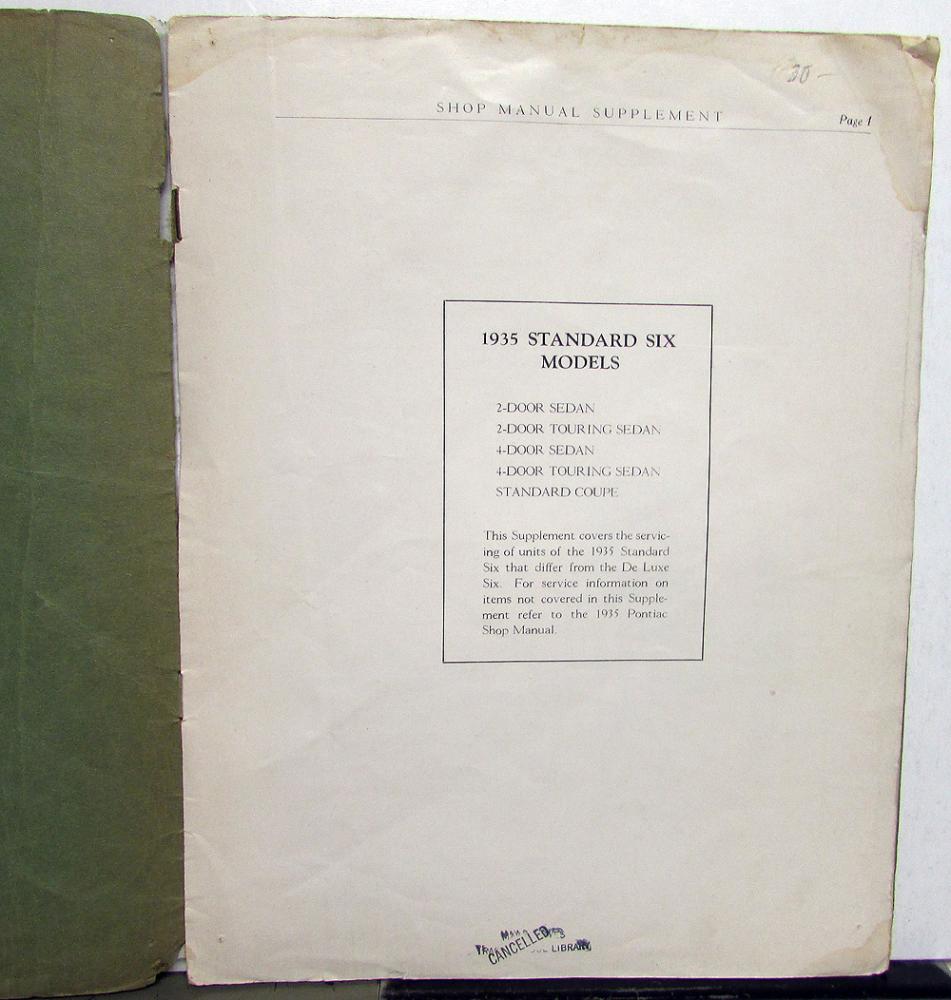 20-
SHOP MANUAL SUPPLEMENT Page 1
1935 STANDARD SIX
MODELS
2-DOOR SEDAN
2-DOOR TOURING SEDAN
4-DOOR SEDAN
4-DOOR TOURING SEDAN
STANDARD COUPE
This Supplement covers the servic-
ing of units of the 1935 Standard
Six that differ from the De Luxe
Six. For service information on
items not covered in this Supple-
ment refer to the 1935 Pontiac
Shop Manual.
CANCELLED
LIBRARY